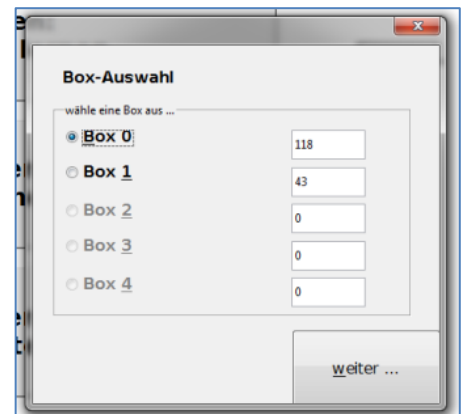 Box-Auswahl
wähle eine Box aus ...
Box 0 118
Box 1 43
Box 2 0
Box 3 0
Box 4 0
weiter ...